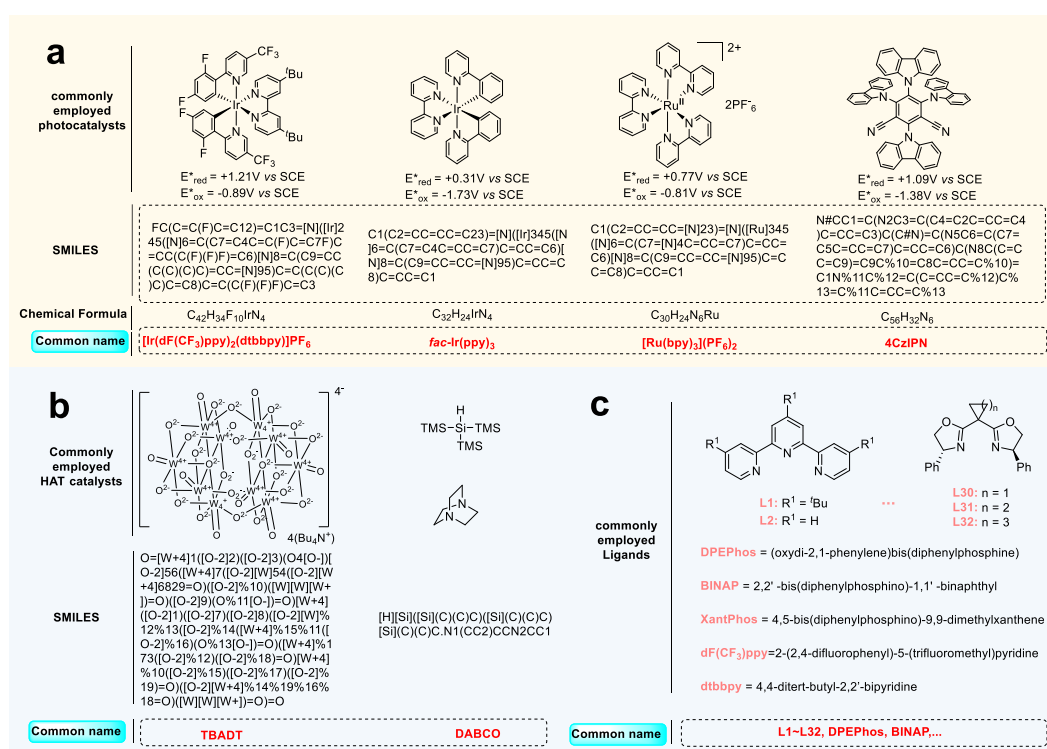 a
commonly
employed
photocatalysts
F
CF3
tBu
N
N
Ir
N
N
F
F
F
tBu
CF3
E*red = +1.21V vs SCE
E*ox = -0.89V vs SCE
N
N
Ir
N
N
E*red = +0.31V vs SCE
E*ox = -1.73V vs SCE
2+
N
N
N
RuII
N
N
N
2PF-6
E*red = +0.77V vs SCE
E*ox = -0.81V vs SCE
N
N
N
CN
NC
N
E*red = +1.09V vs SCE
E*ox = -1.38V vs SCE
SMILES
FC(C=C(F)C=C12)=C1C3=[N]([Ir]2
45([N]6=C(C7=C4C=C(F)C=C7F)C
=CC(C(F)(F)F)=C6)[N]8=C(C9=CC
(C(C)(C)C)=CC=[N]95)C=C(C(C)(C
)C)C=C8)C=C(C(F)(F)F)C=C3
C1(C2=CC=CC=C23)=[N]([Ir]345([N
]6=C(C7=C4C=CC=C7)C=CC=C6)[
N]8=C(C9=CC=CC=[N]95)C=CC=C
8)C=CC=C1
C1(C2=CC=CC=[N]23)=[N]([Ru]345
([N]6=C(C7=[N]4C=CC=C7)C=CC=
C6)[N]8=C(C9=CC=CC=[N]95)C=C
C=C8)C=CC=C1
N#CC1=C(N2C3=C(C4=C2C=CC=C4
)C=CC=C3)C(C#N)=C(N5C6=C(C7=
C5C=CC=C7)C=CC=C6)C(N8C(C=C
C=C9)=C9C%10=C8C=CC=C%10)=
C1N%11C%12=C(C=CC=C%12)C%
13=C%11C=CC=C%13
Chemical Formula
C42H34F10IrN4
C32H24IrN4
C30H24N6Ru
C56H32N6
Common name
[Ir(dF(CF3)ppy)2(dtbbpy)]PF6
fac-Ir(ppy)3
[Ru(bpy)3](PF6)2
4CzIPN
b
Commonly
employed
HAT catalysts
4-
4(Bu4N+)
H
TMS Si TMS
TMS
N
N
SMILES
O=[W+4]1([O-2]2)([O-2]3)(O4[O-])[
O-2]56([W+4]7([O-2][W]54([O-2][W
+4]6829=O)([O-2]%10)([W][W][W+
])=O)([O-2]9)(O%11[O-])=O)[W+4]
([O-2]1)([O-2]7)([O-2]8)([O-2][W]%
12%13([O-2]%14([W+4]%15%11([
O-2]%16)(O%13[O-])=O)([W+4]%1
73([O-2]%12)([O-2]%18)=O)[W+4]
%10([O-2]%15)([O-2]%17)([O-2]%
19)=O)([O-2][W+4]%14%19%16%
18=O)([W][W][W+])=O)=O
[H][Si]([Si](C)(C)C)([Si](C)(C)C)
[Si](C)(C)C.N1(CC2)CCN2CC1
Common name
TBADT
DABCO
c
commonly
employed
Ligands
R1
R1
R1
N
N
N
L1: R1 = tBu
L2: R1 = H
...
( )n
O
O
N
N
Ph
Ph
L30: n = 1
L31: n = 2
L32: n = 3
DPEPhos = (oxydi-2,1-phenylene)bis(diphenylphosphine)
BINAP = 2,2' -bis(diphenylphosphino)-1,1' -binaphthyl
XantPhos = 4,5-bis(diphenylphosphino)-9,9-dimethylxanthene
dF(CF3)ppy=2-(2,4-difluorophenyl)-5-(trifluoromethyl)pyridine
dtbbpy = 4,4-ditert-butyl-2,2'-bipyridine
Common name
L1~L32, DPEPhos, BINAP,...